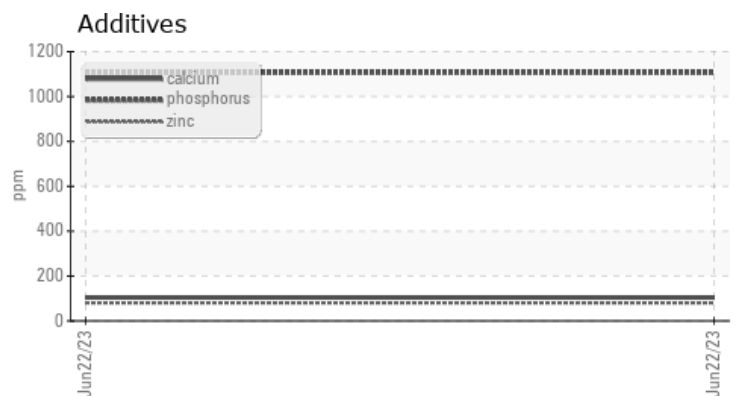 Additives
1200
1000
800
600
400
200
0
ppm
calcium
phosphorus
zinc
Jun22/23
Jun22/23